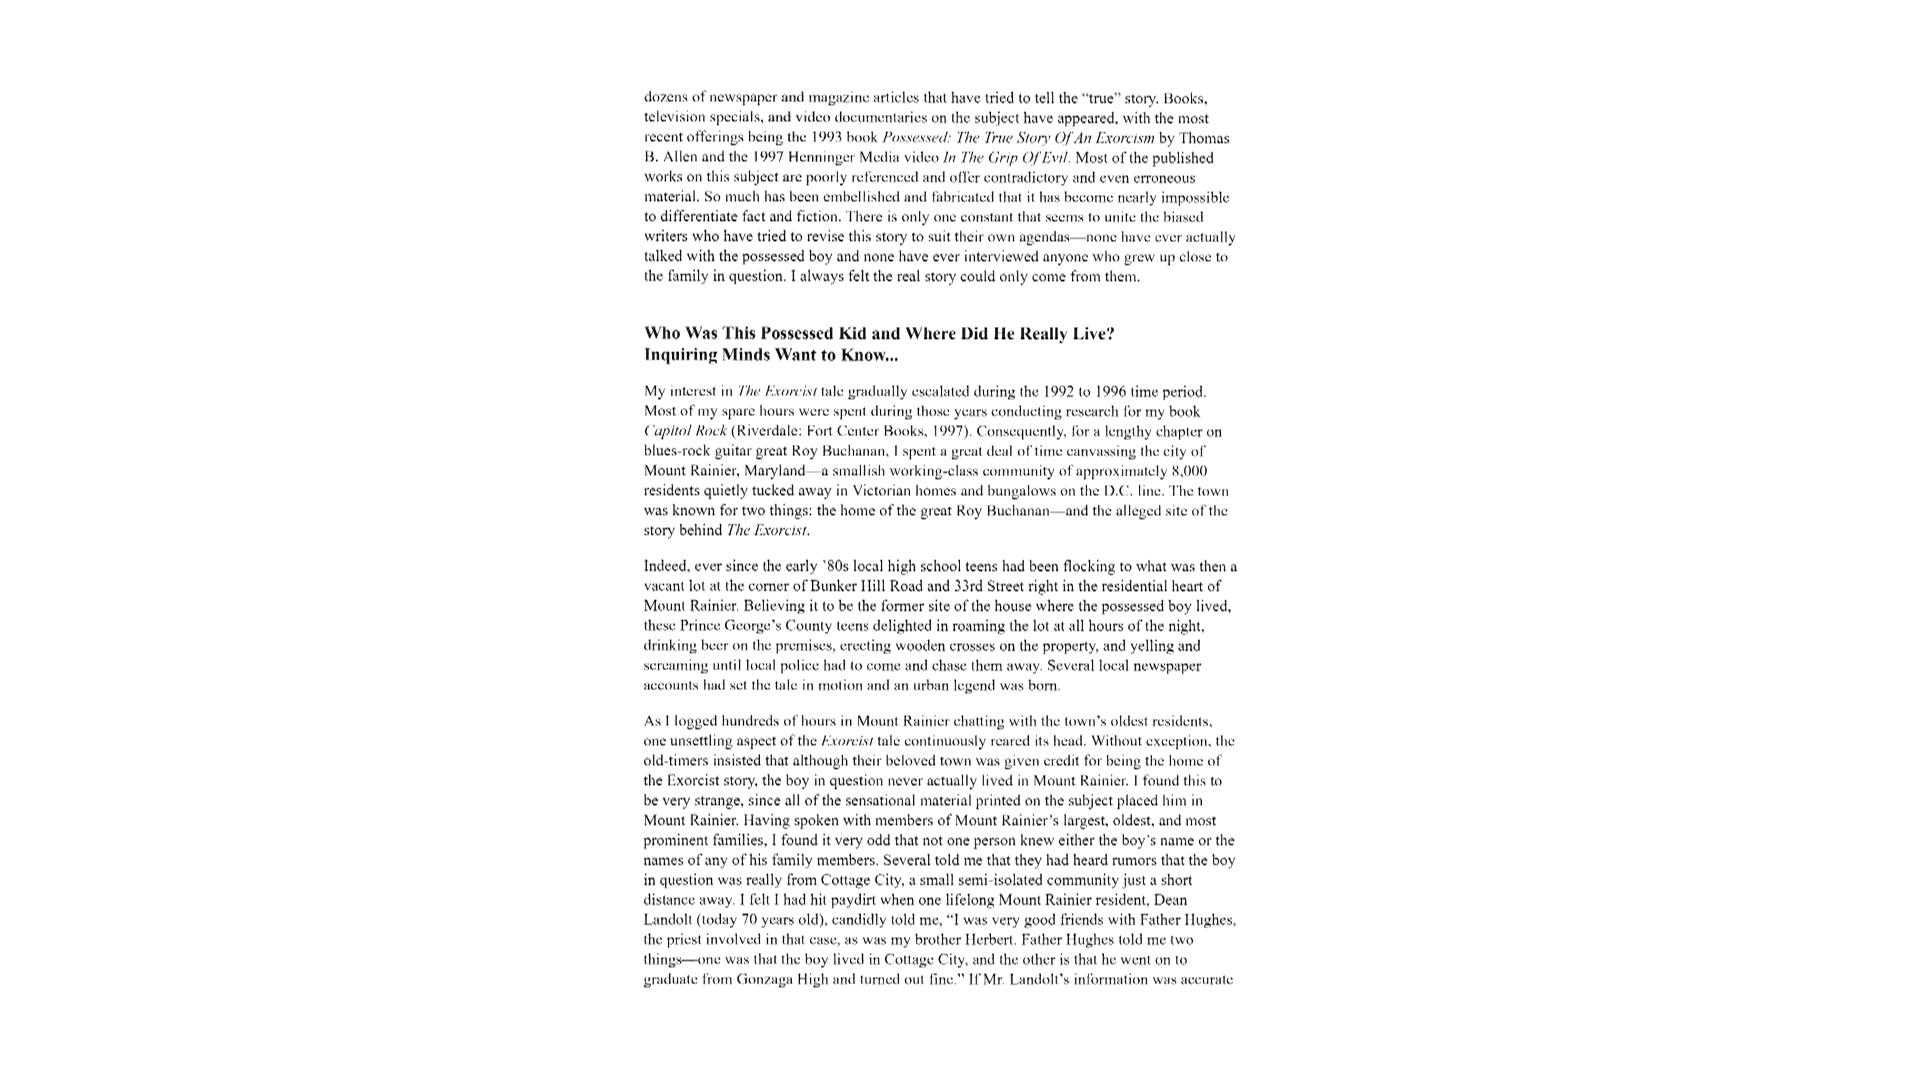 dozens of newspaper and magazine articles that have tried to tell the “true” story. Books,
television specials, and video documentaries on the subject have appeared, with the most
recent offerings being the 1993 book Possessed: The True Story Of An Exorcism by Thomas
B. Allen and the 1997 Henninger Media video In The Grip Of Evil. Most of the published
works on this subject are poorly referenced and offer contradictory and even erroneous
material. So much has been embellished and fabricated that it has become nearly impossible
to differentiate fact and fiction. There is only one constant that seems to unite the biased
writers who have tried to revise this story to suit their own agendas—none have ever actually
talked with the possessed boy and none have ever interviewed anyone who grew up close to
the family in question. I always felt the real story could only come from them.
Who Was This Possessed Kid and Where Did He Really Live?
Inquiring Minds Want to Know...
My interest in The Exorcist tale gradually escalated during the 1992 to 1996 time period.
Most of my spare hours were spent during those years conducting research for my book
Capitol Rock (Riverdale: Fort Center Books, 1997). Consequently, for a lengthy chapter on
blues-rock guitar great Roy Buchanan, I spent a great deal of time canvassing the city of
Mount Rainier, Maryland—a smallish working-class community of approximately 8,000
residents quietly tucked away in Victorian homes and bungalows on the D.C. line. The town
was known for two things: the home of the great Roy Buchanan—and the alleged site of the
story behind The Exorcist.
Indeed, ever since the early `80s local high school teens had been flocking to what was then a
vacant lot at the corner of Bunker Hill Road and 33rd Street right in the residential heart of
Mount Rainier. Believing it to be the former site of the house where the possessed boy lived,
these Prince George’s County teens delighted in roaming the lot at all hours of the night,
drinking beer on the premises, erecting wooden crosses on the property, and yelling and
screaming until local police had to come and chase them away. Several local newspaper
accounts had set the tale in motion and an urban legend was born.
As I logged hundreds of hours in Mount Rainier chatting with the town’s oldest residents,
one unsettling aspect of the Exorcist tale continuously reared its head. Without exception, the
old-timers insisted that although their beloved town was given credit for being the home of
the Exorcist story, the boy in question never actually lived in Mount Rainier. I found this to
be very strange, since all of the sensational material printed on the subject placed him in
Mount Rainier. Having spoken with members of Mount Rainier’s largest, oldest, and most
prominent families, I found it very odd that not one person knew either the boy’s name or the
names of any of his family members. Several told me that they had heard rumors that the boy
in question was really from Cottage City, a small semi-isolated community just a short
distance away. I felt I had hit paydirt when one lifelong Mount Rainier resident, Dean
Landolt (today 70 years old), candidly told me, “I was very good friends with Father Hughes,
the priest involved in that case, as was my brother Herbert. Father Hughes told me two
things—one was that the boy lived in Cottage City, and the other is that he went on to
graduate from Gonzaga High and turned out fine.” If Mr. Landolt’s information was accurate